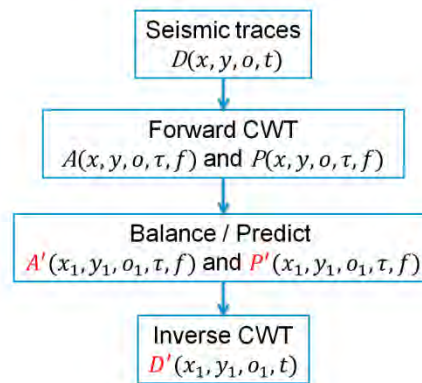 Seismic traces
D(x, y, o, t)
Forward CWT
A(x, y, o, τ, f) and P(x, y, o, τ, f)
Balance / Predict
A′(x₁, y₁, o₁, τ, f) and P′(x₁, y₁, o₁, τ, f)
Inverse CWT
D′(x₁, y₁, o₁, t)